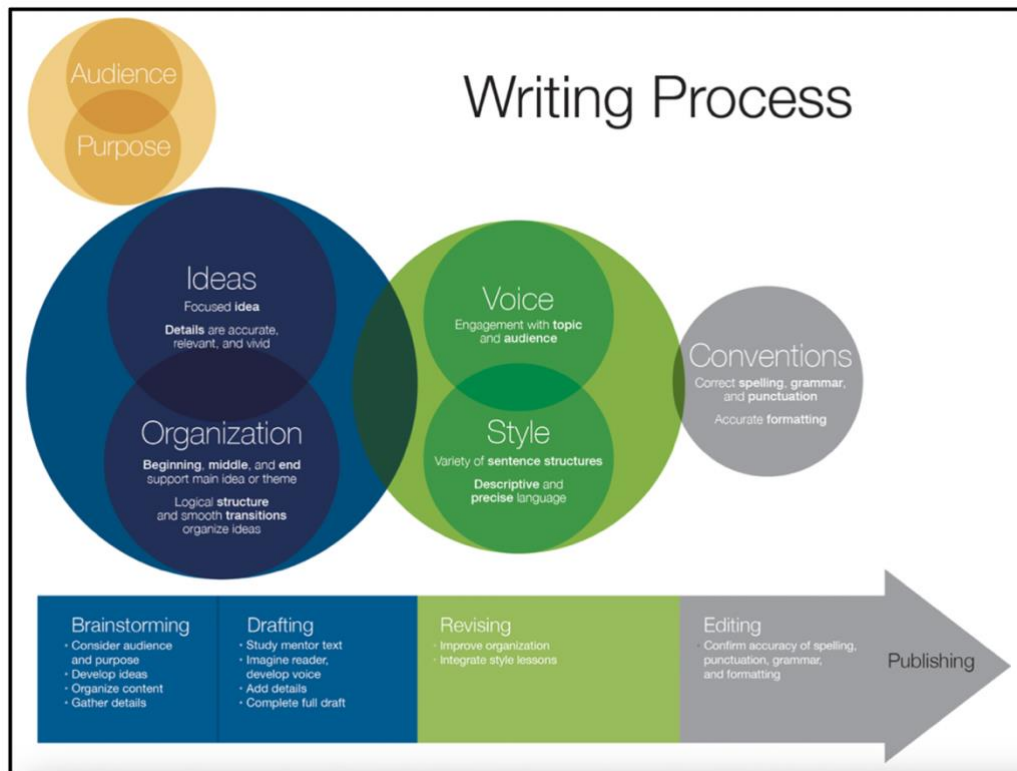 Audience
Purpose
Writing Process
Ideas
Focused idea
Details are accurate,
relevant, and vivid
Organization
Beginning, middle, and end
support main idea or theme
Logical structure
and smooth transitions
organize ideas
Voice
Engagement with topic
and audience
Style
Variety of sentence structures
Descriptive and
precise language
Conventions
Correct spelling, grammar,
and punctuation
Accurate formatting
Brainstorming
• Consider audience
and purpose
• Develop ideas
• Organize content
• Gather details
Drafting
• Study mentor text
• Imagine reader,
develop voice
• Add details
• Complete full draft
Revising
• Improve organization
• Integrate style lessons
Editing
• Confirm accuracy of spelling,
punctuation, grammar,
and formatting
Publishing